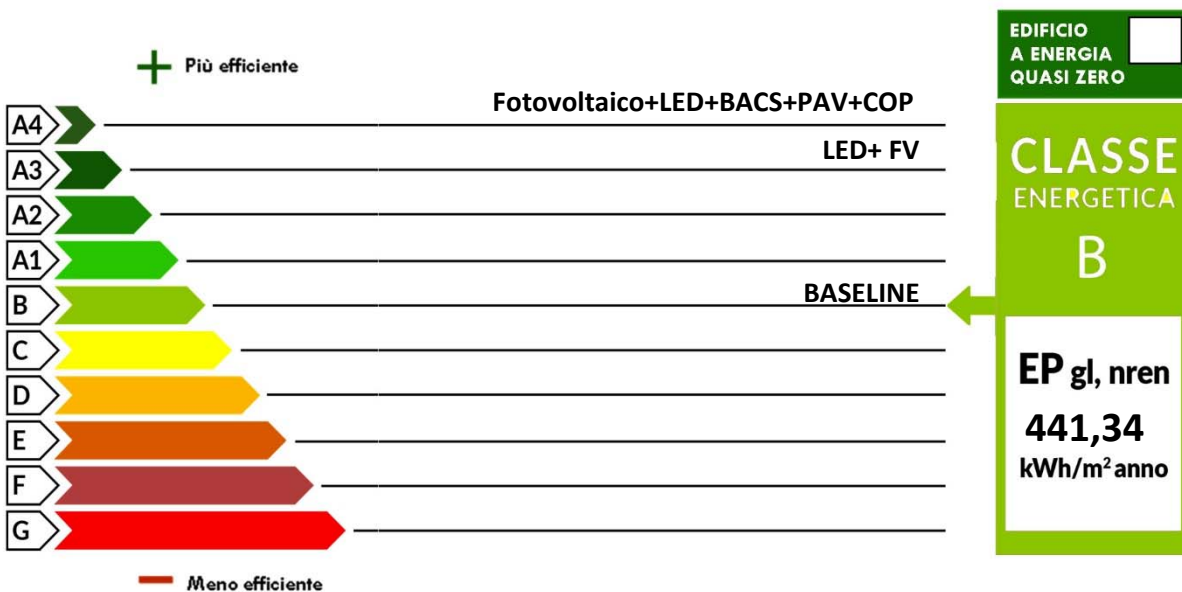 Più efficiente
A4
Fotovoltaico+LED+BACS+PAV+COP
A3
LED+ FV
A2
A1
B
BASELINE
C
D
E
F
G
Meno efficiente
EDIFICIO
A ENERGIA
QUASI ZERO
CLASSE
ENERGETICA
B
EP gl, nren
441,34
kWh/m² anno